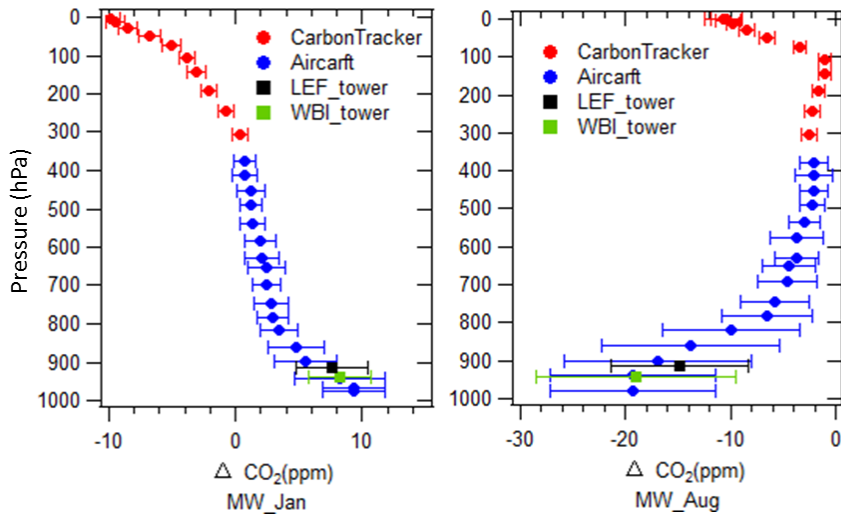 0
100
200
300
400
500
600
700
800
900
1000
Pressure (hPa)
CarbonTracker
Aircarft
LEF_tower
WBI_tower
-10 0 10
△ CO2(ppm)
MW_Jan
0
100
200
300
400
500
600
700
800
900
1000
CarbonTracker
Aircarft
LEF_tower
WBI_tower
-30 -20 -10 0
△ CO2(ppm)
MW_Aug